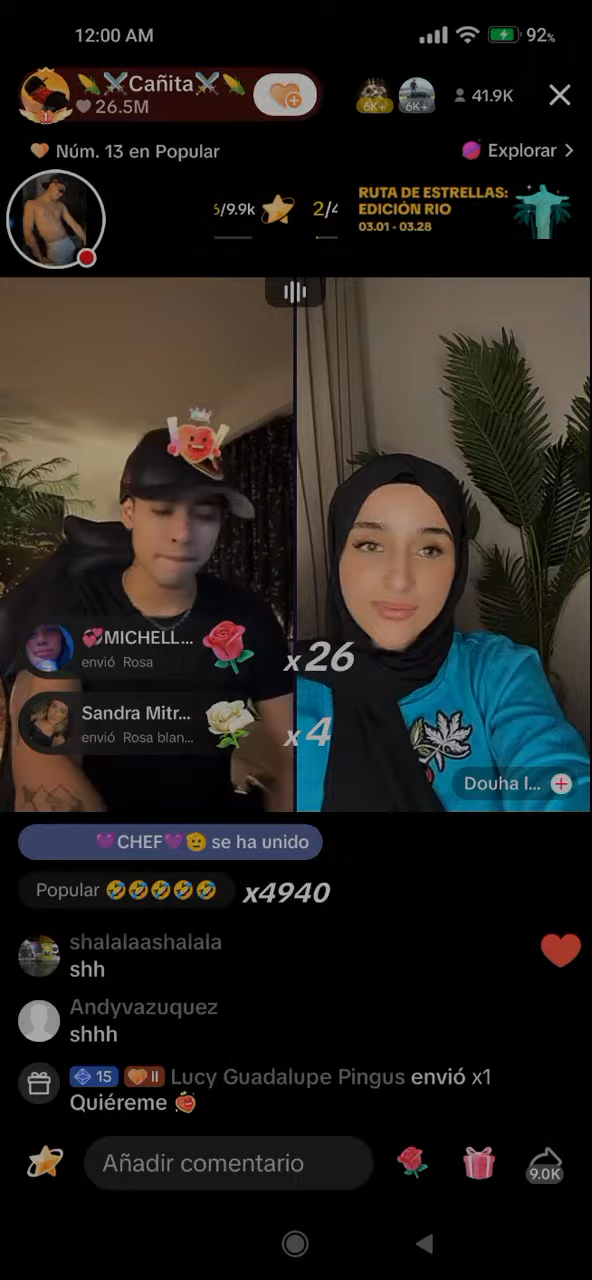 12:00 AM
92%
🌽⚔️Cañita⚔️🌽
26.5M
6K+
6K+
41.9K
Núm. 13 en Popular
Explorar
/9.9k
2/
RUTA DE ESTRELLAS:
EDICIÓN RIO
03.01 - 03.28
💞MICHELL...
envió Rosa
x26
Sandra Mitr...
envió Rosa blan...
x4
Douha l...
💜CHEF💜🫡 se ha unido
Popular 🤣🤣🤣🤣🤣 x4940
shalalaashalala
shh
Andyvazuquez
shhh
15 II Lucy Guadalupe Pingus envió x1
Quiéreme
Añadir comentario
9.0K